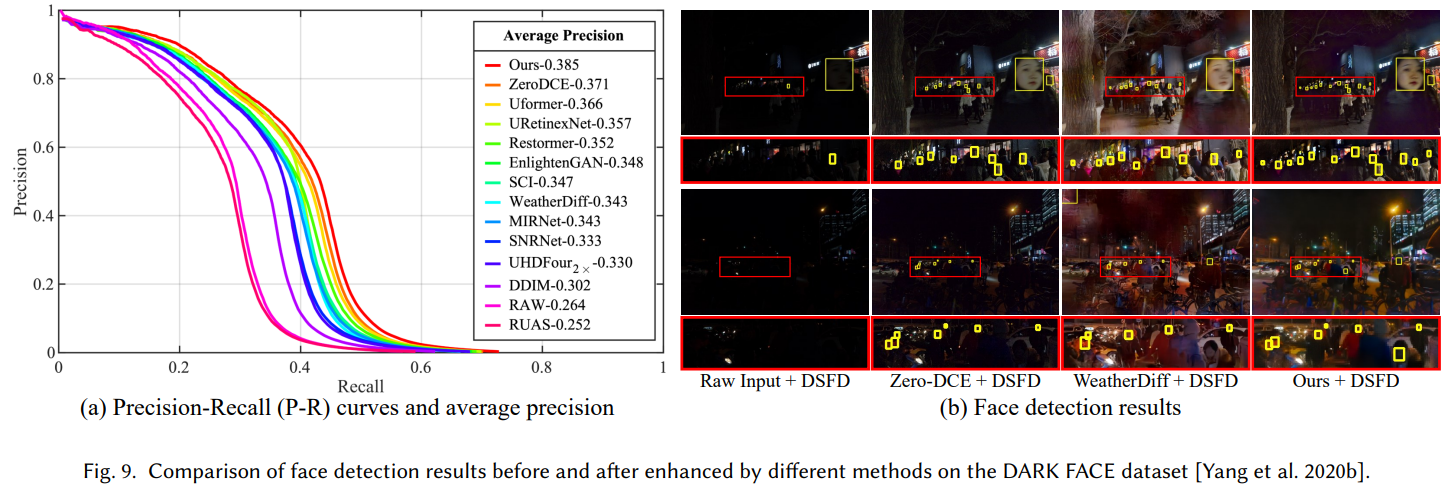 1
0.8
0.6
0.4
0.2
0
Precision
0
0.2
0.4
0.6
0.8
1
Recall
Average Precision
Ours-0.385
ZeroDCE-0.371
Uformer-0.366
URetinexNet-0.357
Restormer-0.352
EnlightenGAN-0.348
SCI-0.347
WeatherDiff-0.343
MIRNet-0.343
SNRNet-0.333
UHDFour2×-0.330
DDIM-0.302
RAW-0.264
RUAS-0.252
(a) Precision-Recall (P-R) curves and average precision
Raw Input + DSFD
Zero-DCE + DSFD
WeatherDiff + DSFD
Ours + DSFD
(b) Face detection results
Fig. 9. Comparison of face detection results before and after enhanced by different methods on the DARK FACE dataset [Yang et al. 2020b].